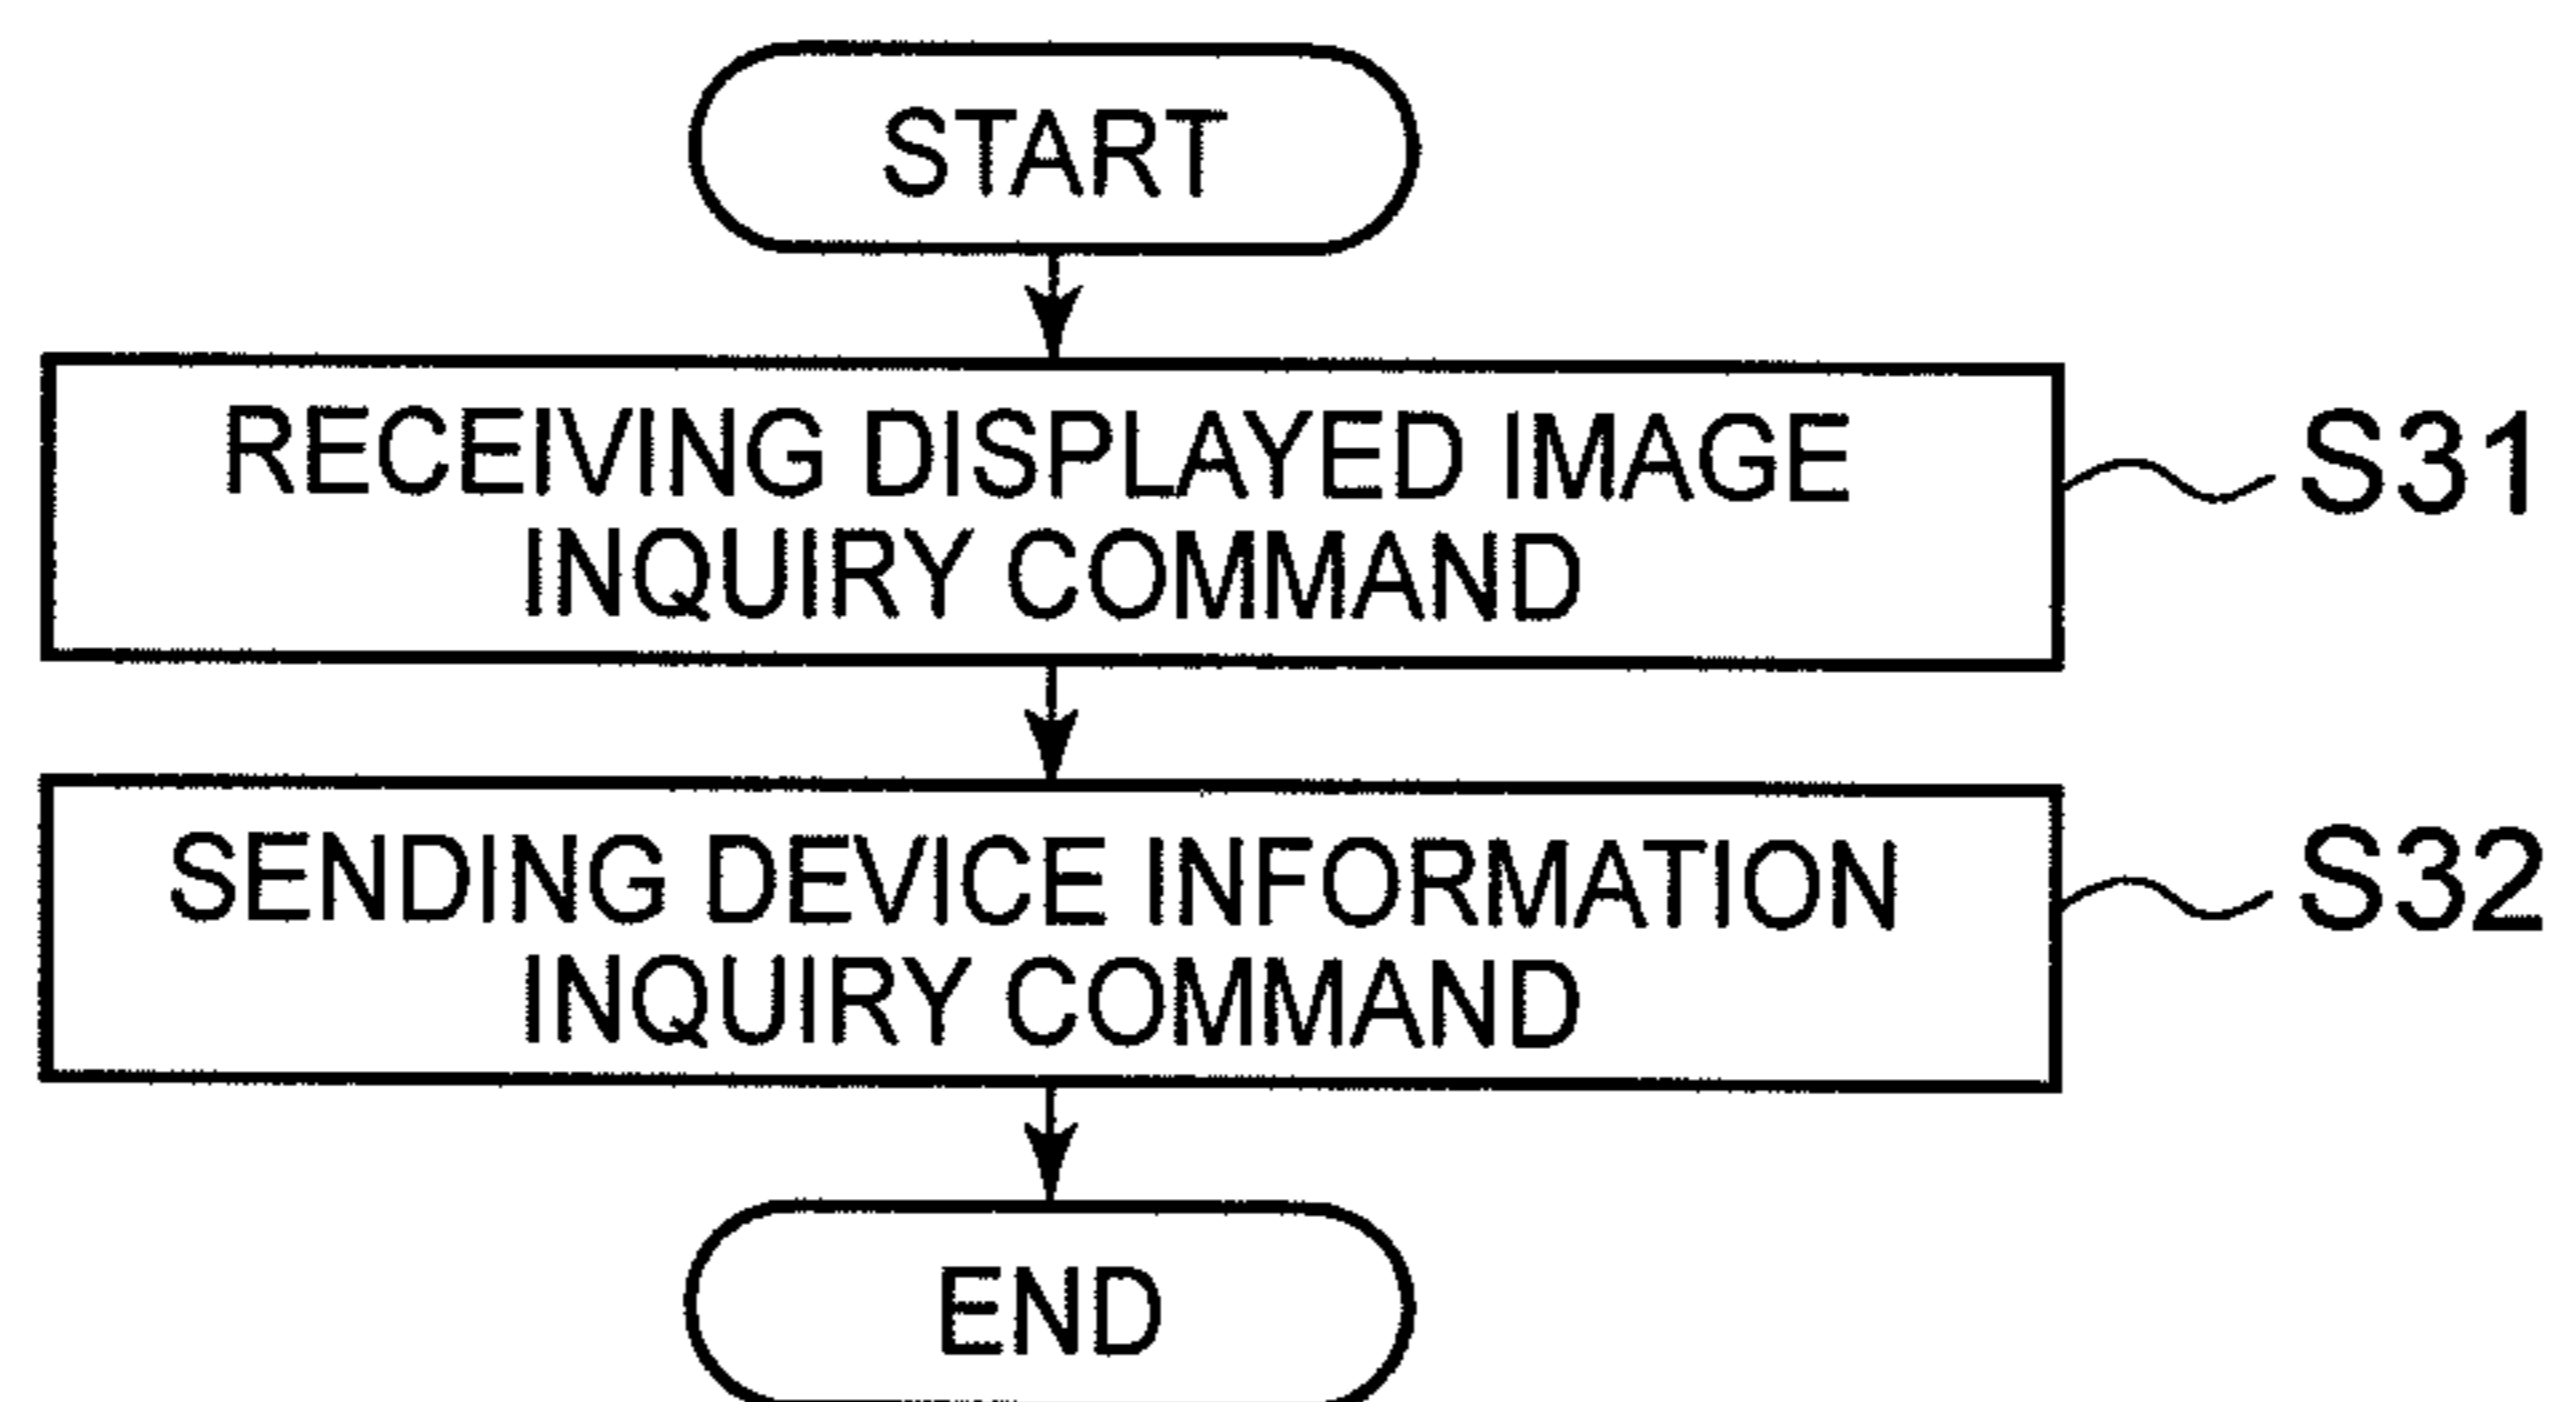 START
RECEIVING DISPLAYED IMAGE
INQUIRY COMMAND
S31
SENDING DEVICE INFORMATION
INQUIRY COMMAND
S32
END